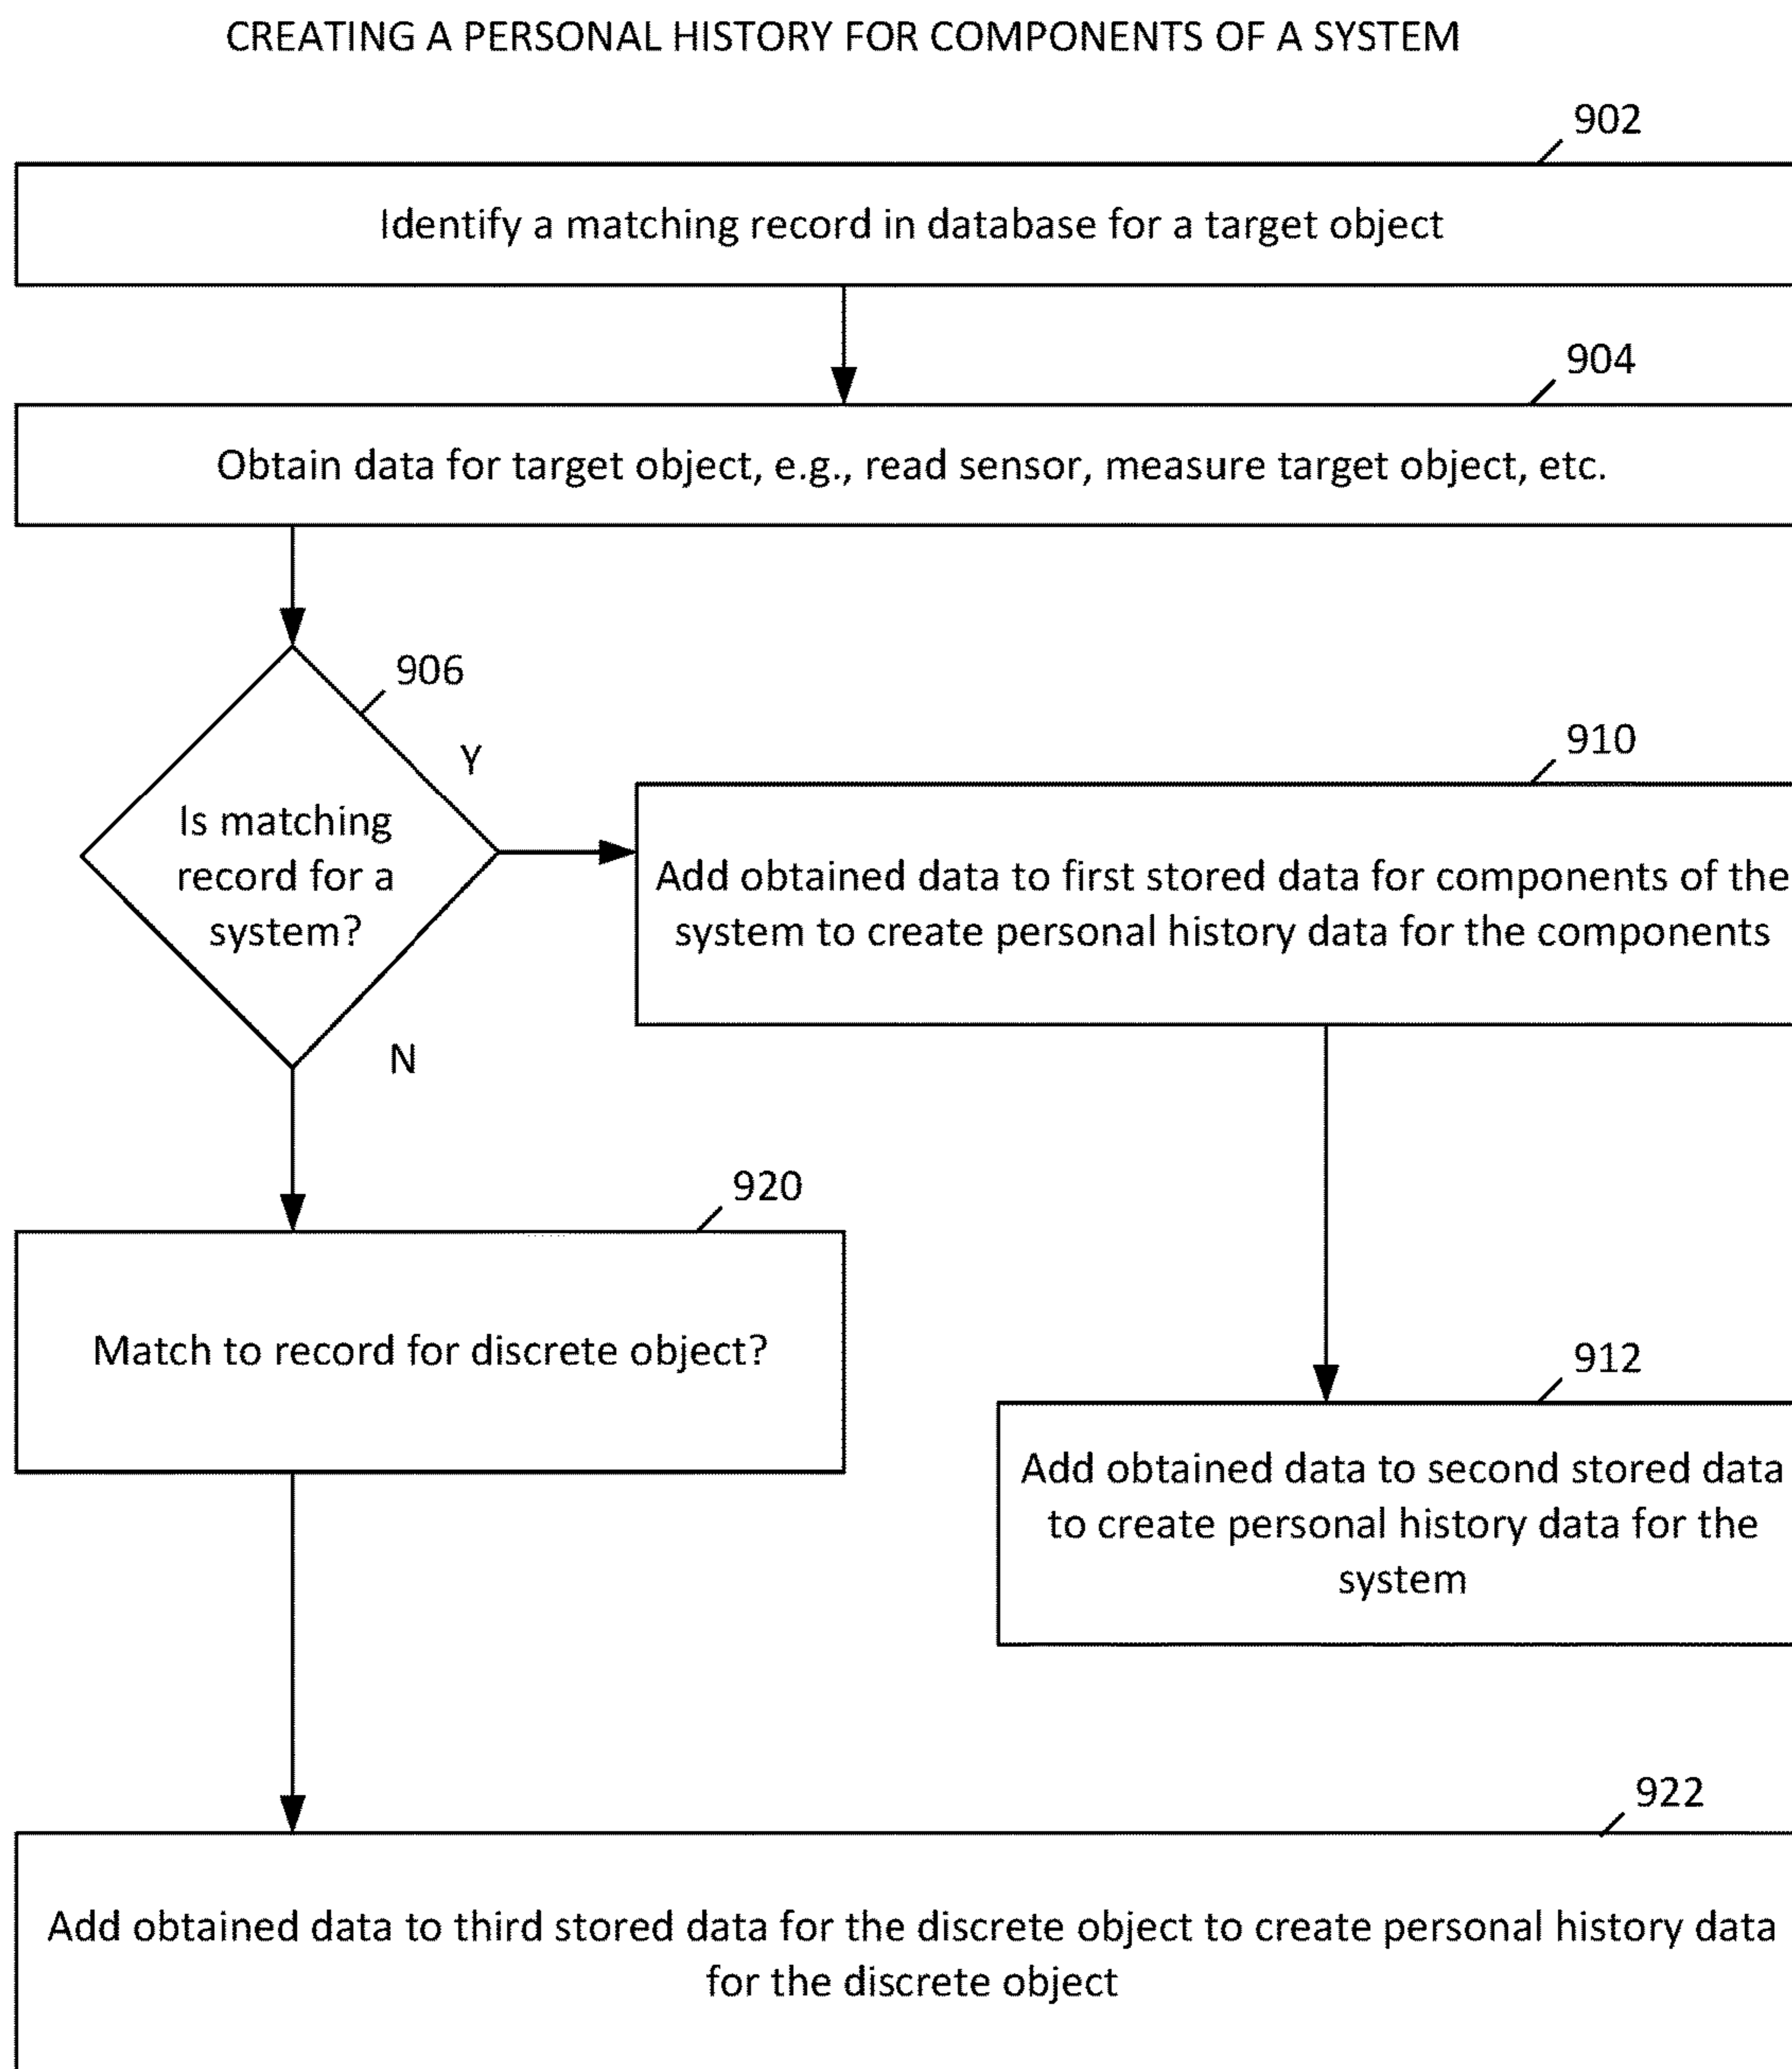 CREATING A PERSONAL HISTORY FOR COMPONENTS OF A SYSTEM
902
Identify a matching record in database for a target object
904
Obtain data for target object, e.g., read sensor, measure target object, etc.
906
Y
Is matching
record for a
system?
N
910
Add obtained data to first stored data for components of the
system to create personal history data for the components
920
Match to record for discrete object?
912
Add obtained data to second stored data
to create personal history data for the
system
922
Add obtained data to third stored data for the discrete object to create personal history data
for the discrete object